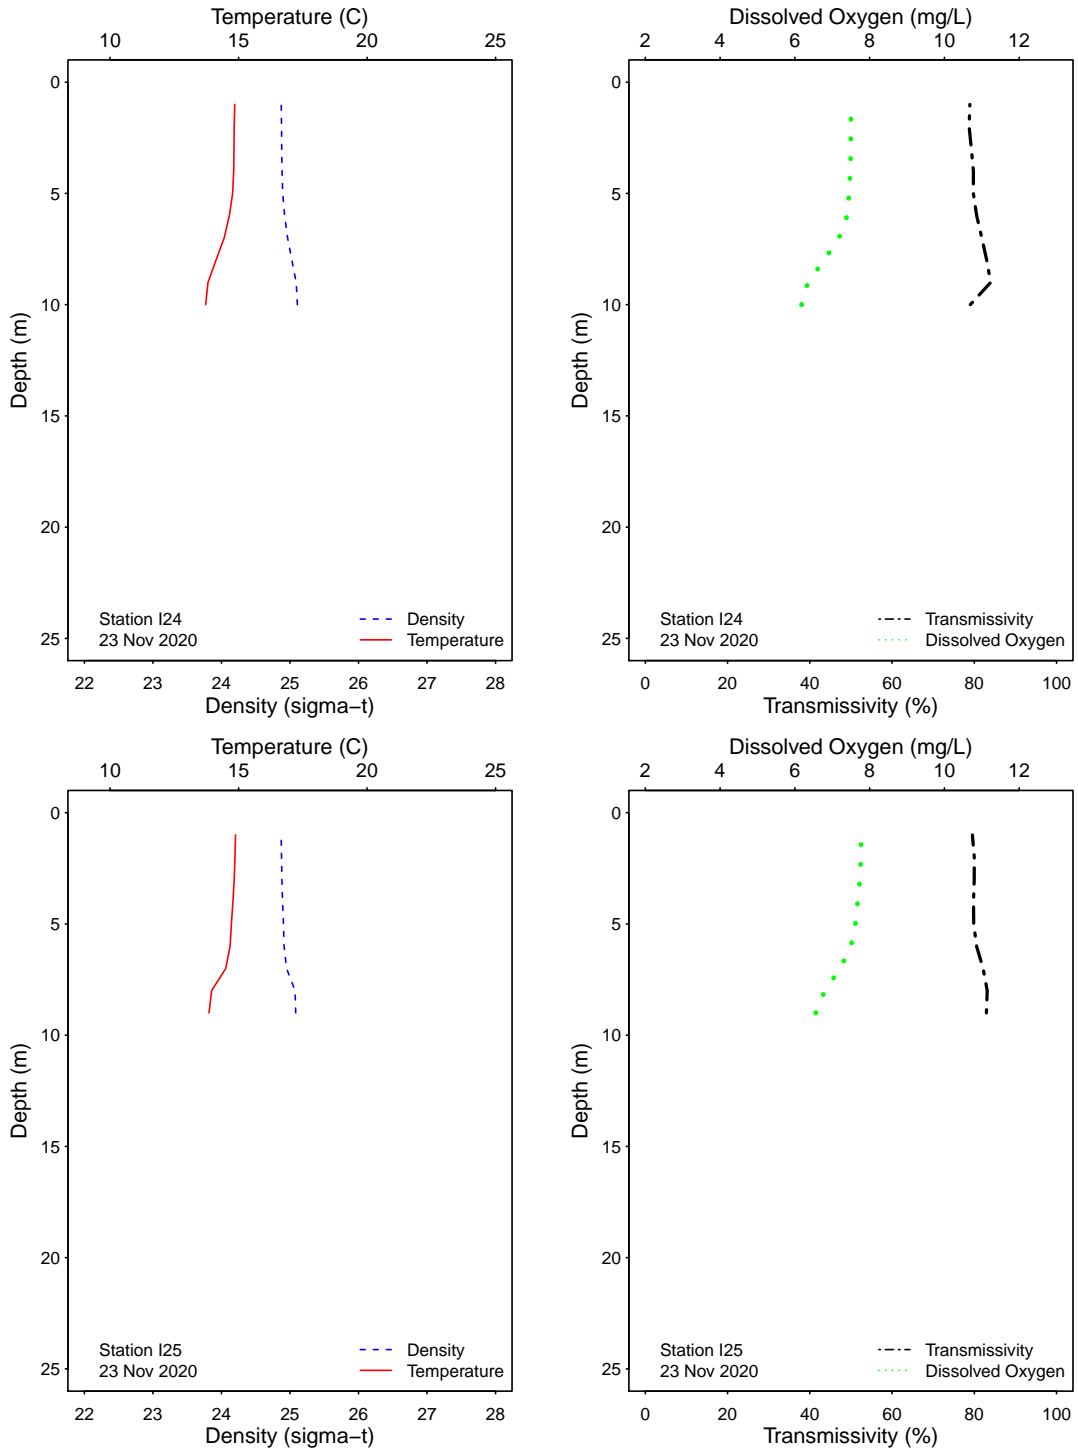 Temperature (C)
10 15 20 25
0
5
10
15
20
25
Depth (m)
Station I24
23 Nov 2020
Density
Temperature
22 23 24 25 26 27 28
Density (sigma−t)
Dissolved Oxygen (mg/L)
2 4 6 8 10 12
0
5
10
15
20
25
Depth (m)
Station I24
23 Nov 2020
Transmissivity
Dissolved Oxygen
0 20 40 60 80 100
Transmissivity (%)
Temperature (C)
10 15 20 25
0
5
10
15
20
25
Depth (m)
Station I25
23 Nov 2020
Density
Temperature
22 23 24 25 26 27 28
Density (sigma−t)
Dissolved Oxygen (mg/L)
2 4 6 8 10 12
0
5
10
15
20
25
Depth (m)
Station I25
23 Nov 2020
Transmissivity
Dissolved Oxygen
0 20 40 60 80 100
Transmissivity (%)